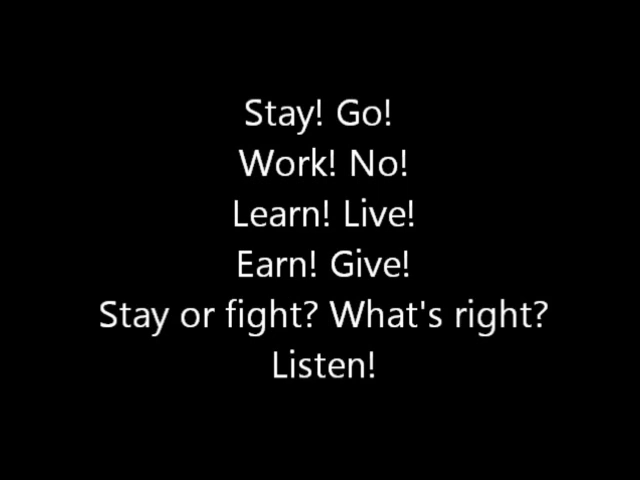 Stay! Go!
Work! No!
Learn! Live!
Earn! Give!
Stay or fight? What's right?
Listen!